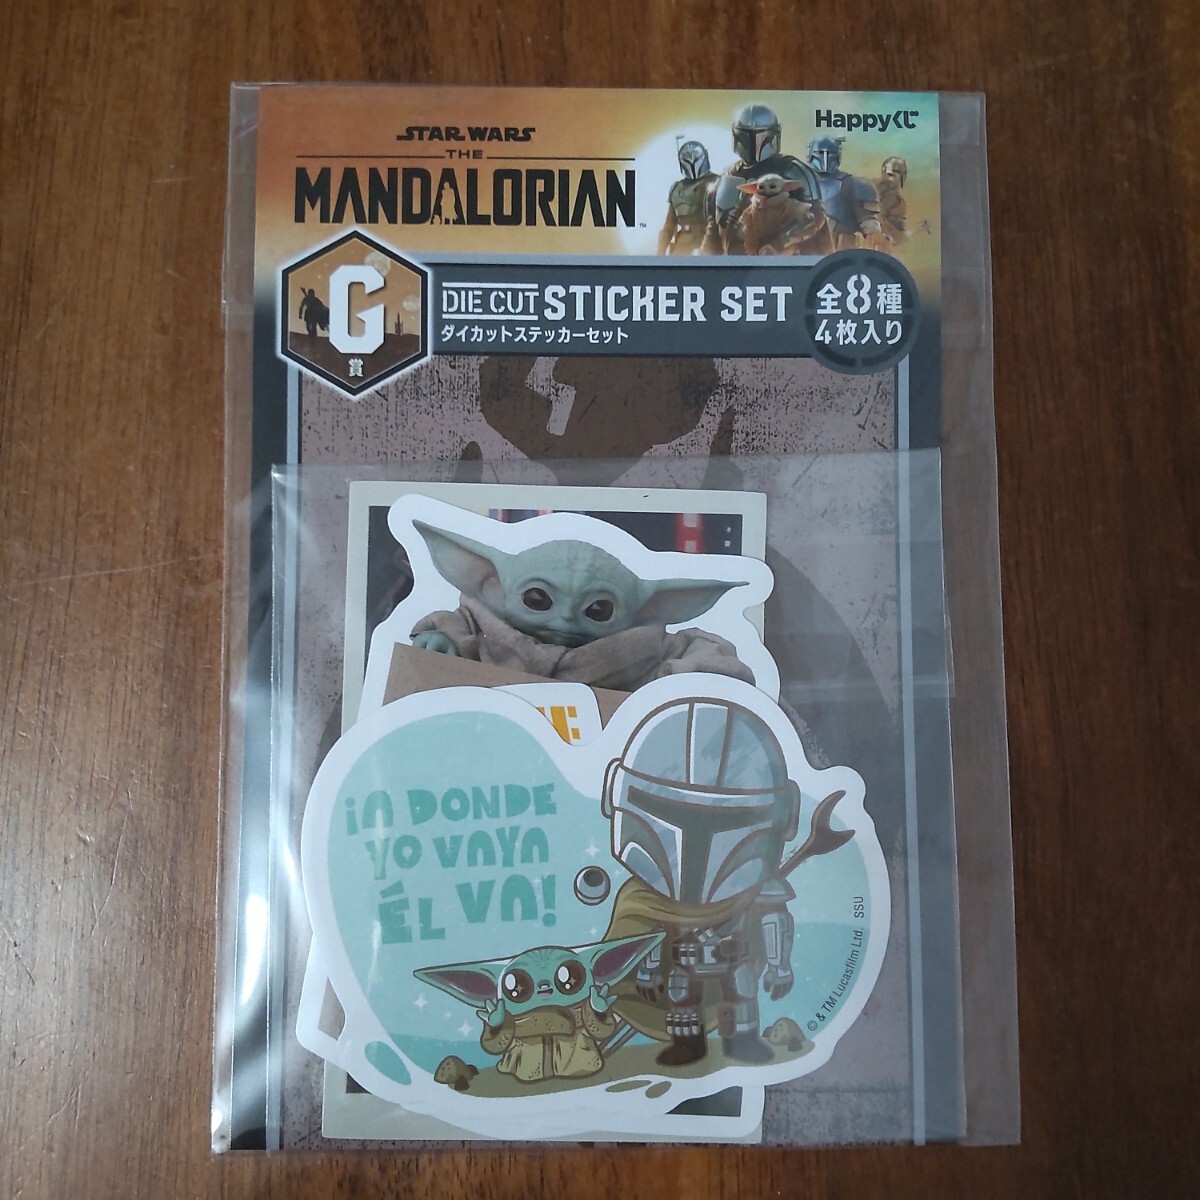 STAR WARS
THE
MANDALORIAN™
Happyくじ
G
賞
DIE CUT STICKER SET
ダイカットステッカーセット
全8種
4枚入り
¡A DONDE
YO VAYA
ÉL VA!
© & TM Lucasfilm Ltd. SSU